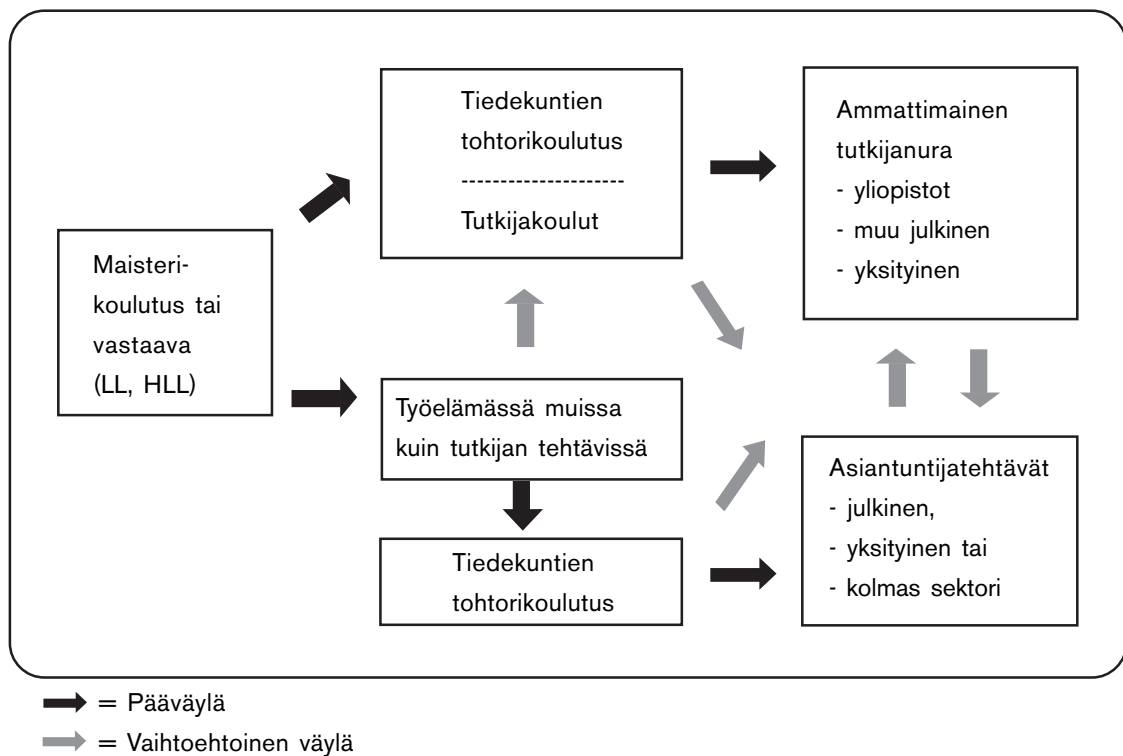 Maisteri-
koulutus tai
vastaava
(LL, HLL)
Tiedekuntien
tohtorikoulutus
---------------------
Tutkijakoulut
Ammattimainen
tutkijanura
- yliopistot
- muu julkinen
- yksityinen
Työelämässä muissa
kuin tutkijan tehtävissä
Tiedekuntien
tohtorikoulutus
Asiantuntijatehtävät
- julkinen,
- yksityinen tai
- kolmas sektori
= Pääväylä
= Vaihtoehtoinen väylä